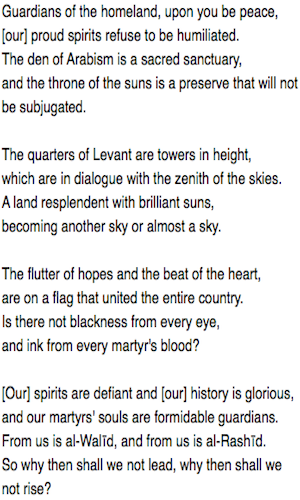 Guardians of the homeland, upon you be peace,
[our] proud spirits refuse to be humiliated.
The den of Arabism is a sacred sanctuary,
and the throne of the suns is a preserve that will not
be subjugated.

The quarters of Levant are towers in height,
which are in dialogue with the zenith of the skies.
A land resplendent with brilliant suns,
becoming another sky or almost a sky.

The flutter of hopes and the beat of the heart,
are on a flag that united the entire country.
Is there not blackness from every eye,
and ink from every martyr's blood?

[Our] spirits are defiant and [our] history is glorious,
and our martyrs' souls are formidable guardians.
From us is al-Walīd, and from us is al-Rashīd.
So why then shall we not lead, why then shall we
not rise?